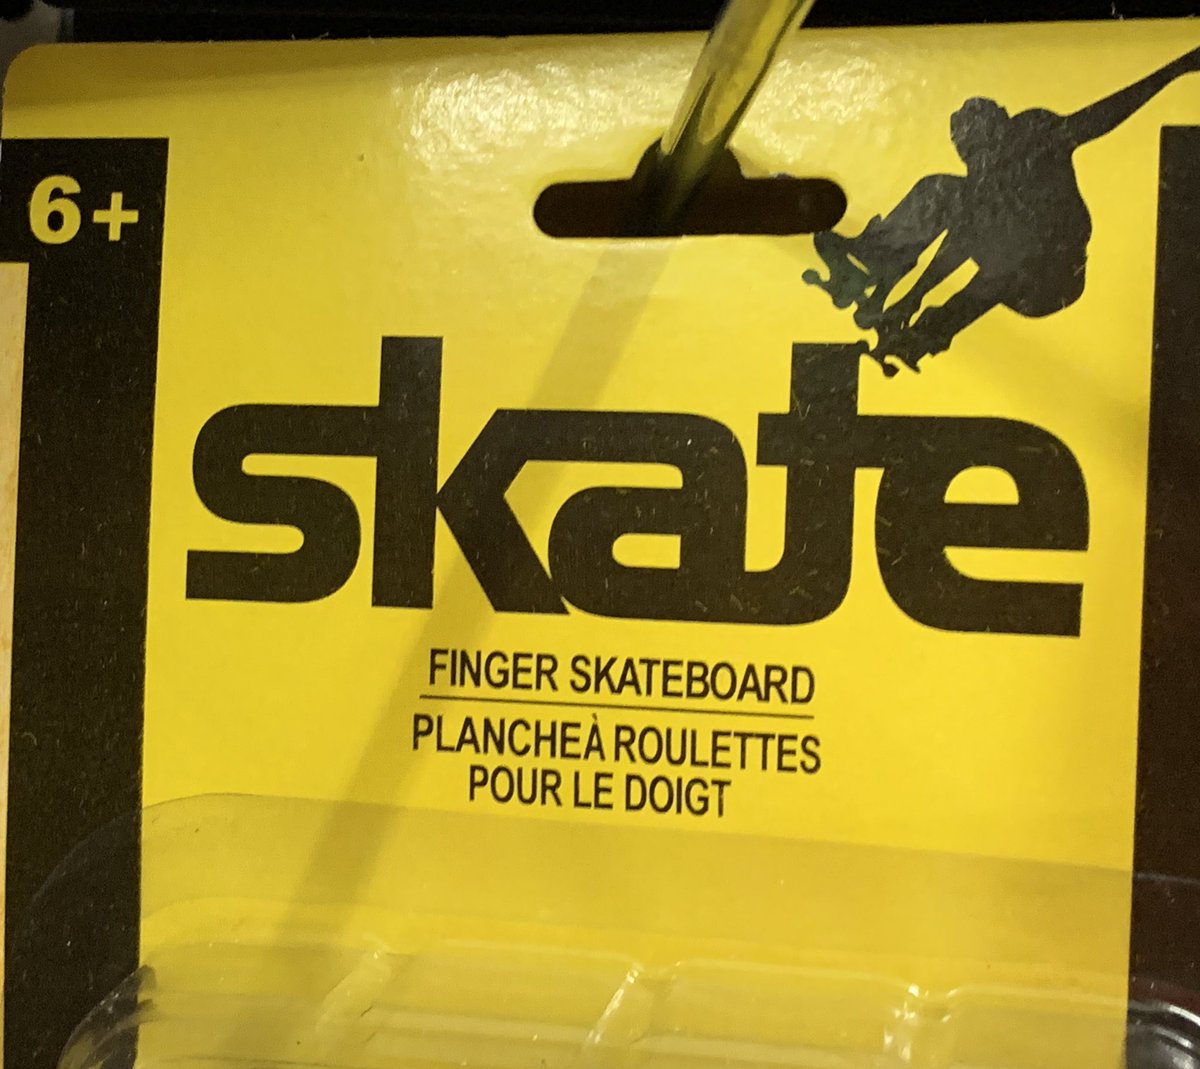 6+
skate
FINGER SKATEBOARD
PLANCHEÀ ROULETTES
POUR LE DOIGT